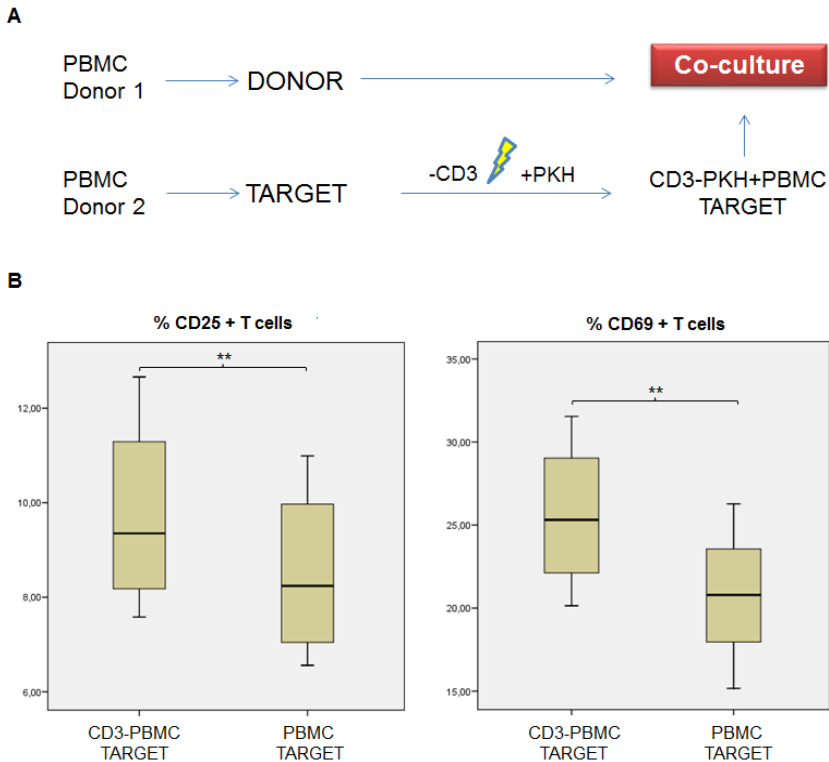 A
PBMC
Donor 1
DONOR
Co-culture
PBMC
Donor 2
TARGET
-CD3
+PKH
CD3-PKH+PBMC
TARGET
B
% CD25 + T cells
**
12,00
10,00
8,00
6,00
CD3-PBMC
TARGET
PBMC
TARGET
% CD69 + T cells
**
35,00
30,00
25,00
20,00
15,00
CD3-PBMC
TARGET
PBMC
TARGET